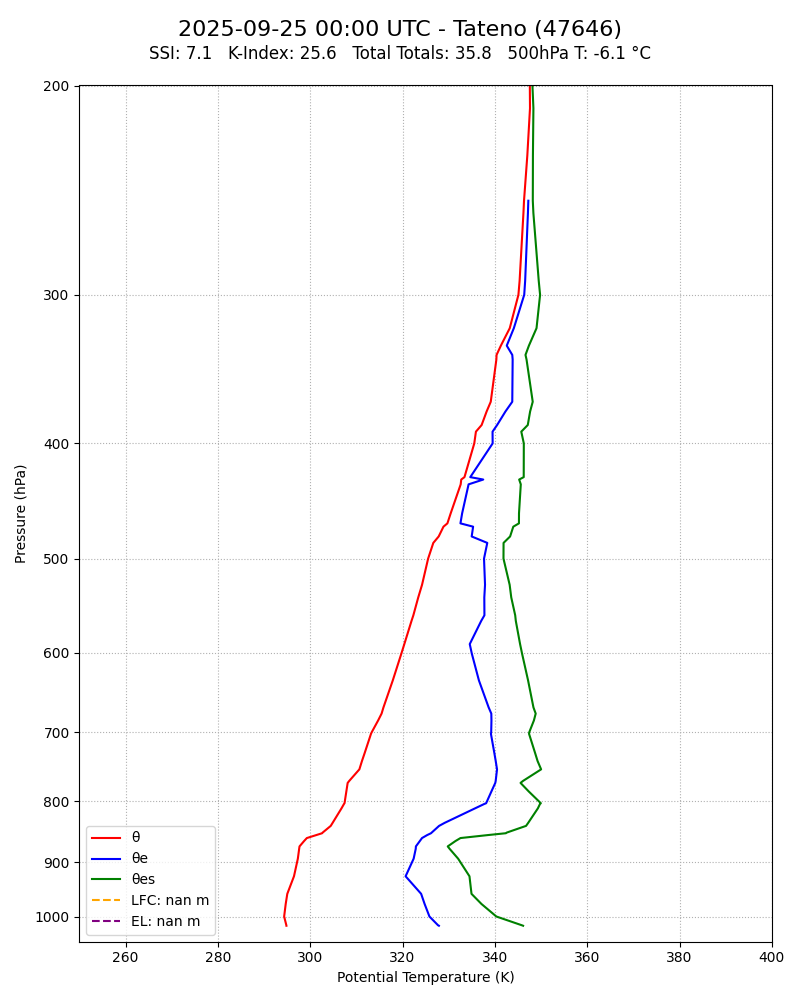 2025-09-25 00:00 UTC - Tateno (47646)
SSI: 7.1   K-Index: 25.6   Total Totals: 35.8   500hPa T: -6.1 °C
200
300
400
500
600
700
800
900
1000
Pressure (hPa)
θ
θe
θes
LFC: nan m
EL: nan m
260 280 300 320 340 360 380 400
Potential Temperature (K)